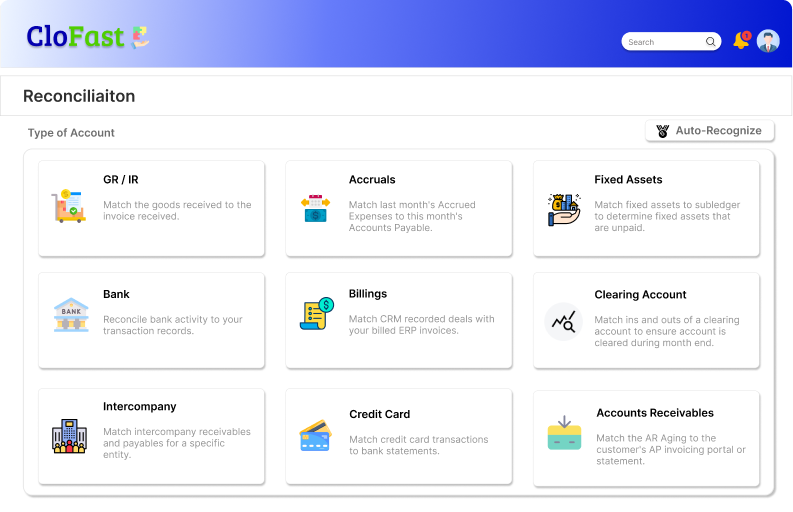 CloFast
Search
1
Reconciliaiton
Type of Account
Auto-Recognize
GR / IR
Match the goods received to the
invoice received.
Accruals
Match last month's Accrued
Expenses to this month's
Accounts Payable.
Fixed Assets
Match fixed assets to subledger
to determine fixed assets that
are unpaid.
BANK
Bank
Reconcile bank activity to your
transaction records.
Billings
Match CRM recorded deals with
your billed ERP invoices.
Clearing Account
Match ins and outs of a clearing
account to ensure account is
cleared during month end.
Intercompany
Match intercompany receivables
and payables for a specific
entity.
Credit Card
Match credit card transactions
to bank statements.
Accounts Receivables
Match the AR Aging to the
customer's AP invoicing portal or
statement.